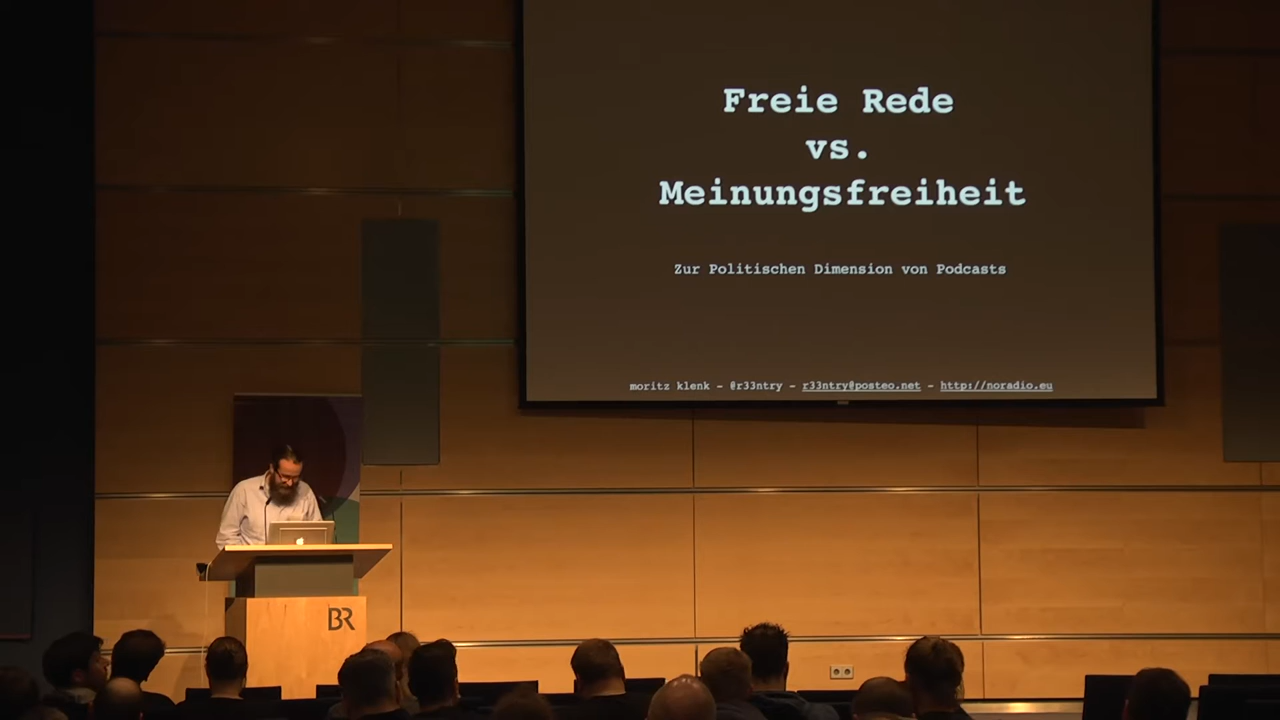 Freie Rede
vs.
Meinungsfreiheit
Zur Politischen Dimension von Podcasts
moritz klenk – @r33ntry – r33ntry@posteo.net – http://noradio.eu
BR